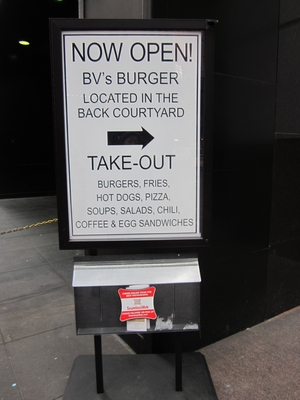 NOW OPEN!
BV's BURGER
LOCATED IN THE
BACK COURTYARD
TAKE-OUT
BURGERS, FRIES,
HOT DOGS, PIZZA,
SOUPS, SALADS, CHILI,
COFFEE & EGG SANDWICHES